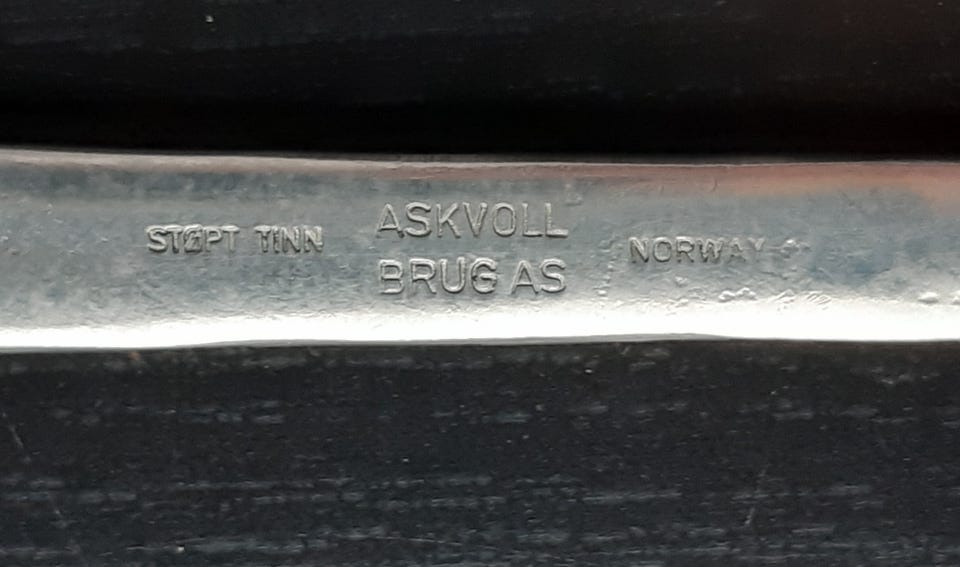 STØPT TINN
ASKVOLL
BRUG AS
NORWAY